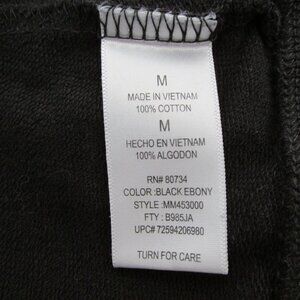 M
MADE IN VIETNAM
100% COTTON
M
HECHO EN VIETNAM
100% ALGODON
RN# 80734
COLOR :BLACK EBONY
STYLE : MM453000
FTY : B985JA
UPC# 72594206980
TURN FOR CARE